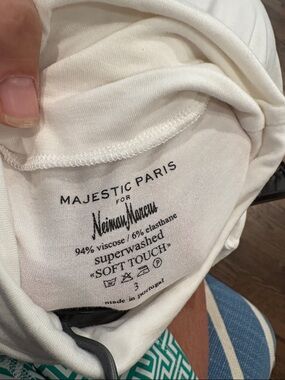 MAJESTIC PARIS
FOR
Neiman Marcus
94% viscose / 6% elasthane
superwashed
«SOFT TOUCH»
3
made in portugal